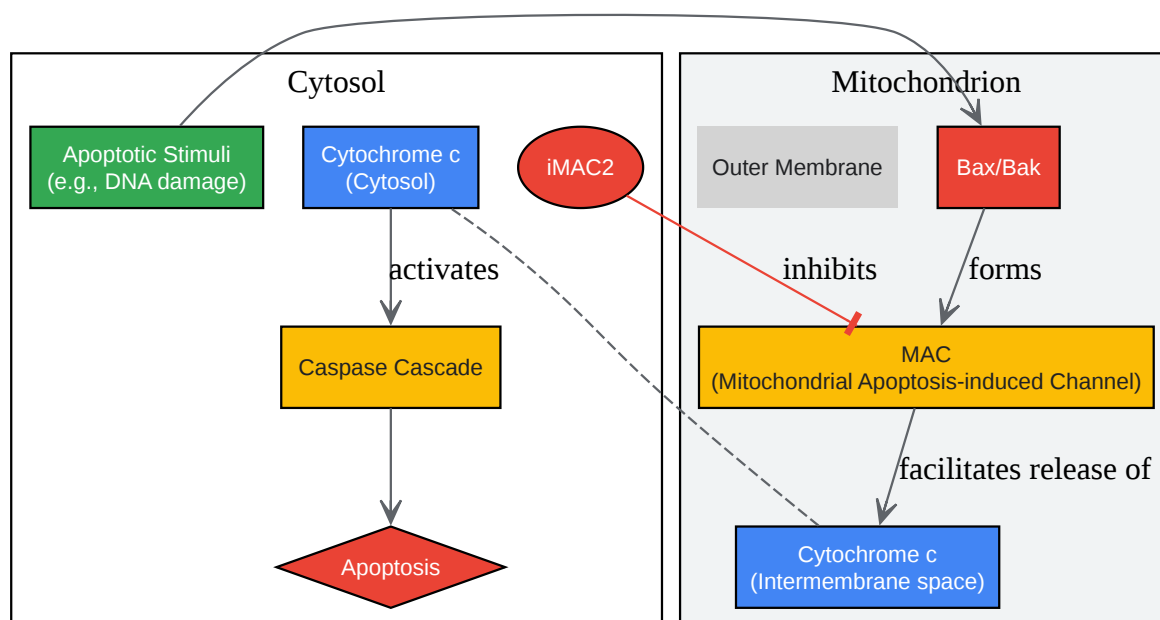 Cytosol
Mitochondrion
Apoptotic Stimuli
(e.g., DNA damage)
Cytochrome c
(Cytosol)
iMAC2
Outer Membrane
Bax/Bak
activates
inhibits
forms
Caspase Cascade
MAC
(Mitochondrial Apoptosis-induced Channel)
facilitates release of
Apoptosis
Cytochrome c
(Intermembrane space)